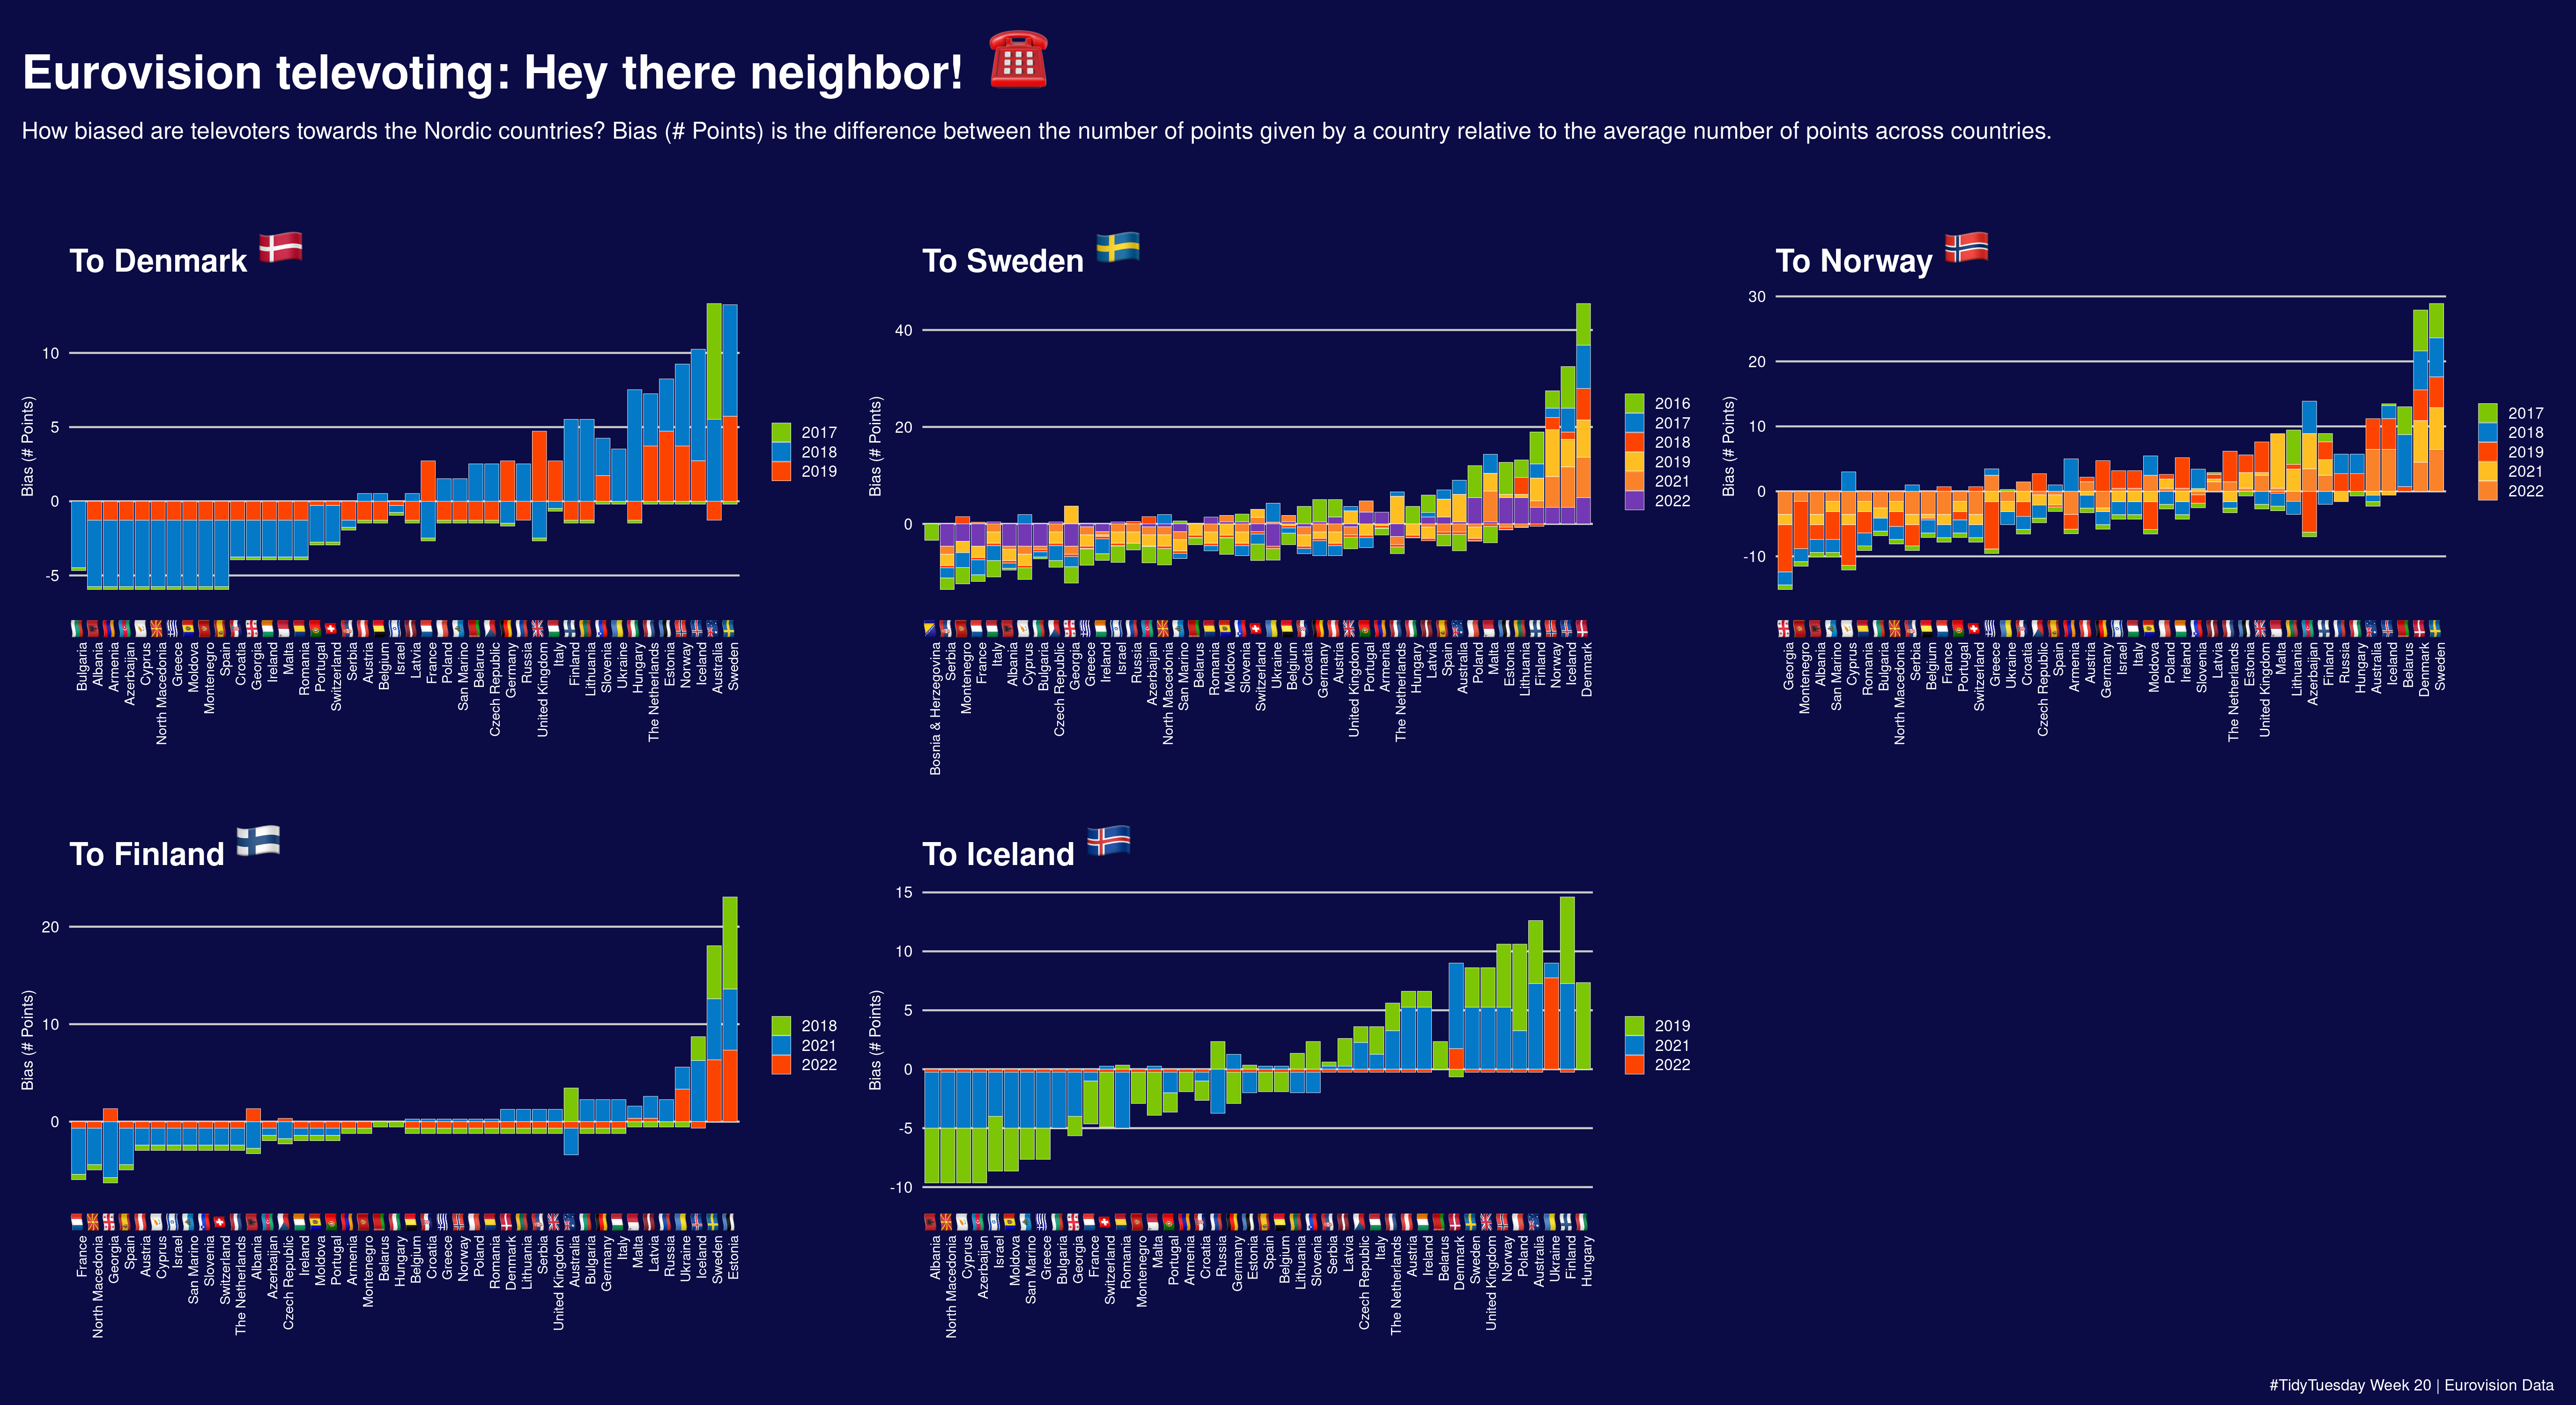 Eurovision televoting: Hey there neighbor!
How biased are televoters towards the Nordic countries? Bias (# Points) is the difference between the number of points given by a country relative to the average number of points across countries.
To Denmark
Bias (# Points)
10
5
0
-5
Bulgaria
Albania
Armenia
Azerbaijan
Cyprus
North Macedonia
Greece
Moldova
Montenegro
Spain
Croatia
Georgia
Ireland
Malta
Romania
Portugal
Switzerland
Serbia
Austria
Belgium
Israel
Latvia
France
Poland
San Marino
Belarus
Czech Republic
Germany
Russia
United Kingdom
Italy
Finland
Lithuania
Slovenia
Ukraine
Hungary
The Netherlands
Estonia
Norway
Iceland
Australia
Sweden
2017
2018
2019
To Sweden
Bias (# Points)
40
20
0
Bosnia & Herzegovina
Serbia
Montenegro
France
Italy
Albania
Cyprus
Bulgaria
Czech Republic
Georgia
Greece
Ireland
Israel
Russia
Azerbaijan
North Macedonia
San Marino
Belarus
Romania
Moldova
Slovenia
Switzerland
Ukraine
Belgium
Croatia
Germany
Austria
United Kingdom
Portugal
Armenia
The Netherlands
Hungary
Latvia
Spain
Australia
Poland
Malta
Estonia
Lithuania
Finland
Norway
Iceland
Denmark
2016
2017
2018
2019
2021
2022
To Norway
Bias (# Points)
30
20
10
0
-10
Georgia
Montenegro
Albania
San Marino
Cyprus
Romania
Bulgaria
North Macedonia
Serbia
Belgium
France
Portugal
Switzerland
Greece
Ukraine
Croatia
Czech Republic
Spain
Armenia
Austria
Germany
Israel
Italy
Moldova
Poland
Ireland
Slovenia
Latvia
The Netherlands
Estonia
United Kingdom
Malta
Lithuania
Azerbaijan
Finland
Russia
Hungary
Australia
Iceland
Belarus
Denmark
Sweden
2017
2018
2019
2021
2022
To Finland
Bias (# Points)
20
10
0
France
North Macedonia
Georgia
Spain
Austria
Cyprus
Israel
San Marino
Slovenia
Switzerland
The Netherlands
Albania
Azerbaijan
Czech Republic
Ireland
Moldova
Portugal
Armenia
Montenegro
Belarus
Hungary
Belgium
Croatia
Greece
Norway
Poland
Romania
Denmark
Lithuania
Serbia
United Kingdom
Australia
Bulgaria
Germany
Italy
Malta
Latvia
Russia
Ukraine
Iceland
Sweden
Estonia
2018
2021
2022
To Iceland
Bias (# Points)
15
10
5
0
-5
-10
Albania
North Macedonia
Cyprus
Azerbaijan
Israel
Moldova
San Marino
Greece
Bulgaria
Georgia
France
Switzerland
Romania
Montenegro
Malta
Portugal
Armenia
Croatia
Russia
Germany
Estonia
Spain
Belgium
Lithuania
Slovenia
Serbia
Latvia
Czech Republic
Italy
The Netherlands
Austria
Ireland
Belarus
Denmark
Sweden
United Kingdom
Norway
Poland
Australia
Ukraine
Finland
Hungary
2019
2021
2022
#TidyTuesday Week 20 | Eurovision Data